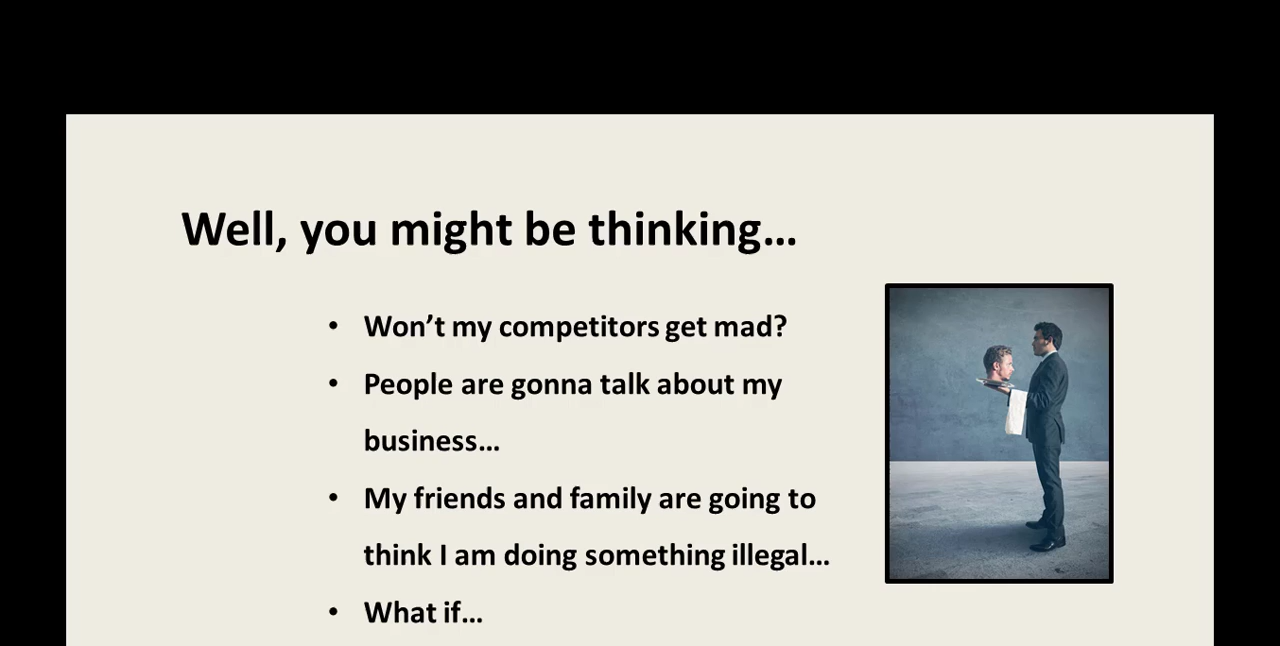 Well, you might be thinking…
• Won’t my competitors get mad?
• People are gonna talk about my
business…
• My friends and family are going to
think I am doing something illegal…
• What if…